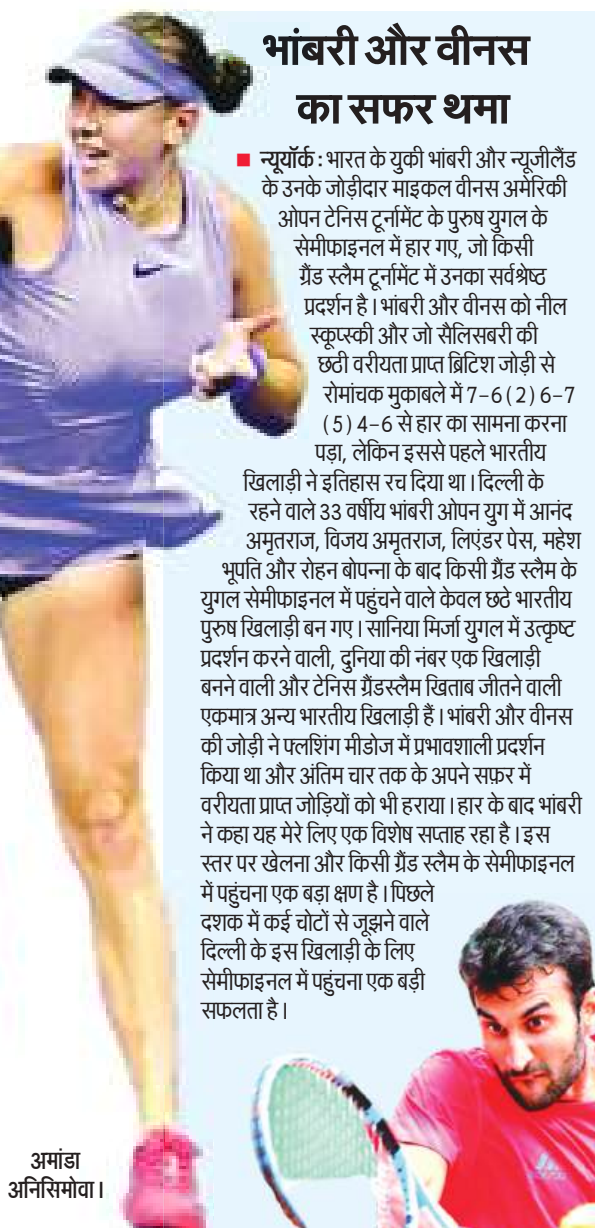 भांबरी और वीनस
का सफर थमा
न्यूयॉर्क : भारत के युकी भांबरी और न्यूजीलैंड
के उनके जोड़ीदार माइकल वीनस अमेरिकी
ओपन टेनिस टूर्नामेंट के पुरुष युगल के
सेमीफाइनल में हार गए, जो किसी
ग्रैंड स्लैम टूर्नामेंट में उनका सर्वश्रेष्ठ
प्रदर्शन है। भांबरी और वीनस को नील
स्कूप्स्की और जो सैलिसबरी की
छठी वरीयता प्राप्त ब्रिटिश जोड़ी से
रोमांचक मुकाबले में 7-6 (2) 6-7
(5) 4-6 से हार का सामना करना
पड़ा, लेकिन इससे पहले भारतीय
खिलाड़ी ने इतिहास रच दिया था। दिल्ली के
रहने वाले 33 वर्षीय भांबरी ओपन युग में आनंद
अमृतराज, विजय अमृतराज, लिएंडर पेस, महेश
भूपति और रोहन बोपन्ना के बाद किसी ग्रैंड स्लैम के
युगल सेमीफाइनल में पहुंचने वाले केवल छठे भारतीय
पुरुष खिलाड़ी बन गए। सानिया मिर्जा युगल में उत्कृष्ट
प्रदर्शन करने वाली, दुनिया की नंबर एक खिलाड़ी
बनने वाली और टेनिस ग्रैंडस्लैम खिताब जीतने वाली
एकमात्र अन्य भारतीय खिलाड़ी हैं। भांबरी और वीनस
की जोड़ी ने फ्लशिंग मीडोज में प्रभावशाली प्रदर्शन
किया था और अंतिम चार तक के अपने सफ़र में
वरीयता प्राप्त जोड़ियों को भी हराया। हार के बाद भांबरी
ने कहा यह मेरे लिए एक विशेष सप्ताह रहा है। इस
स्तर पर खेलना और किसी ग्रैंड स्लैम के सेमीफाइनल
में पहुंचना एक बड़ा क्षण है। पिछले
दशक में कई चोटों से जूझने वाले
दिल्ली के इस खिलाड़ी के लिए
सेमीफाइनल में पहुंचना एक बड़ी
सफलता है।
अमांडा
अनिसिमोवा।